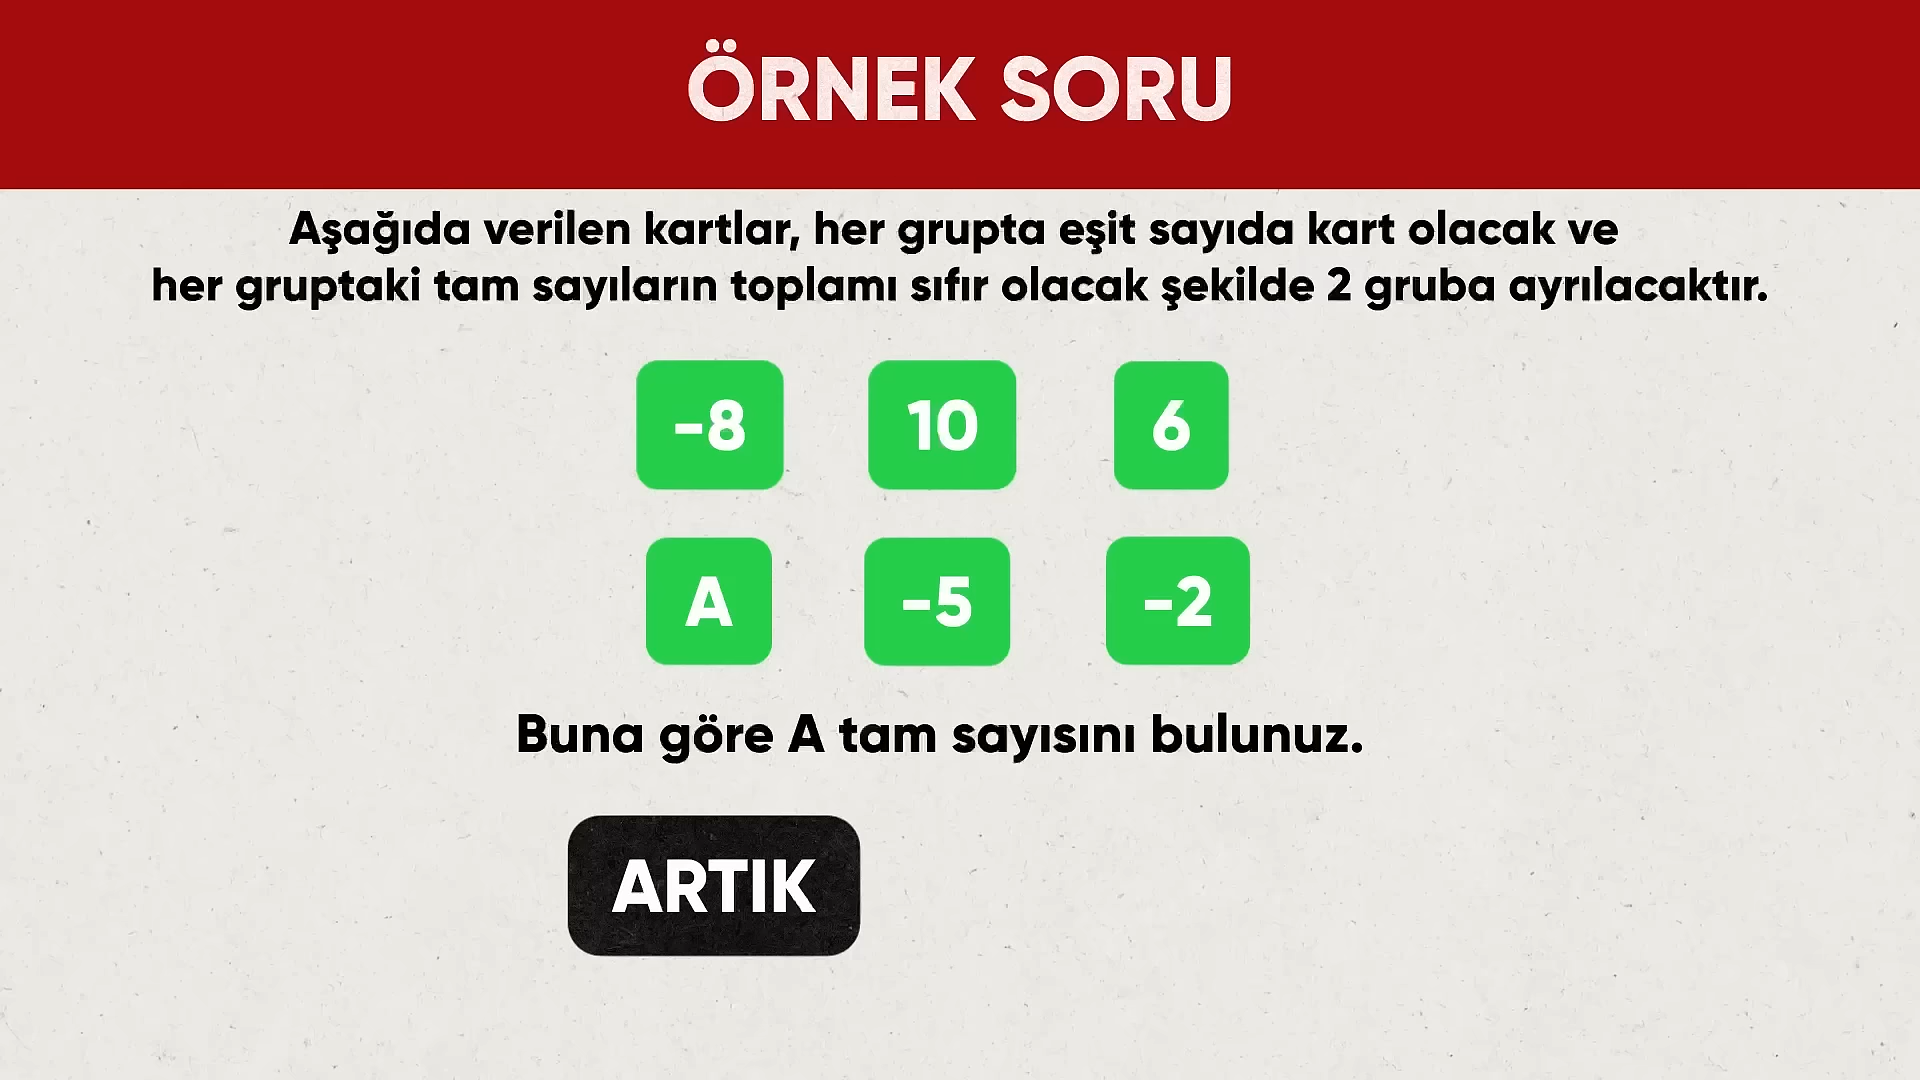 ÖRNEK SORU
Aşağıda verilen kartlar, her grupta eşit sayıda kart olacak ve
her gruptaki tam sayıların toplamı sıfır olacak şekilde 2 gruba ayrılacaktır.
-8 10 6
A -5 -2
Buna göre A tam sayısını bulunuz.
ARTIK